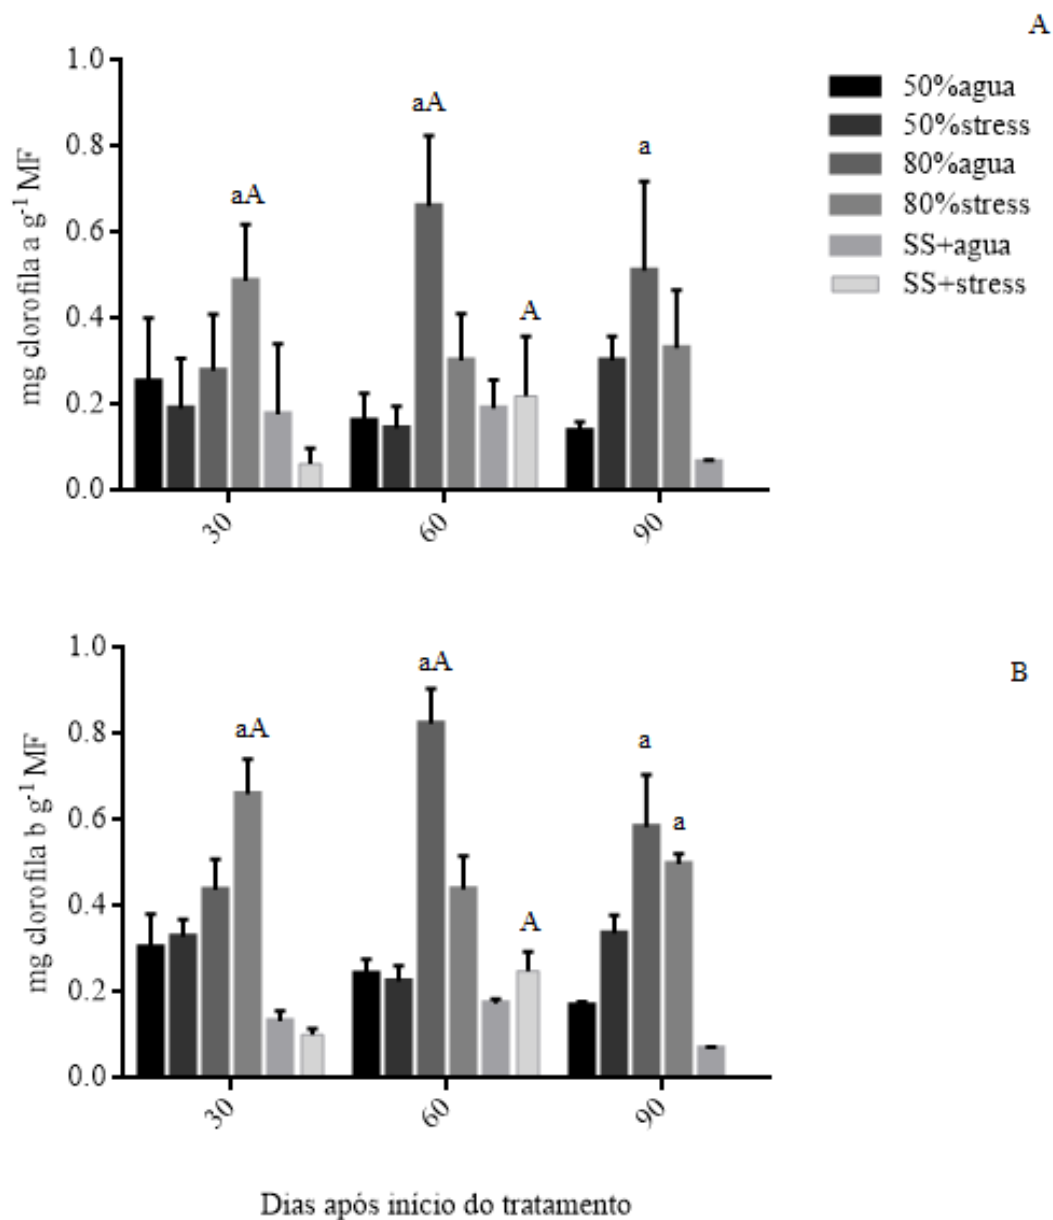 A
1.0
0.8
0.6
0.4
0.2
0.0
mg clorofila a g-1 MF
aA
aA
A
a
30
60
90
50%agua
50%stress
80%agua
80%stress
SS+agua
SS+stress
B
1.0
0.8
0.6
0.4
0.2
0.0
mg clorofila b g-1 MF
aA
aA
A
a
a
30
60
90
Dias após início do tratamento